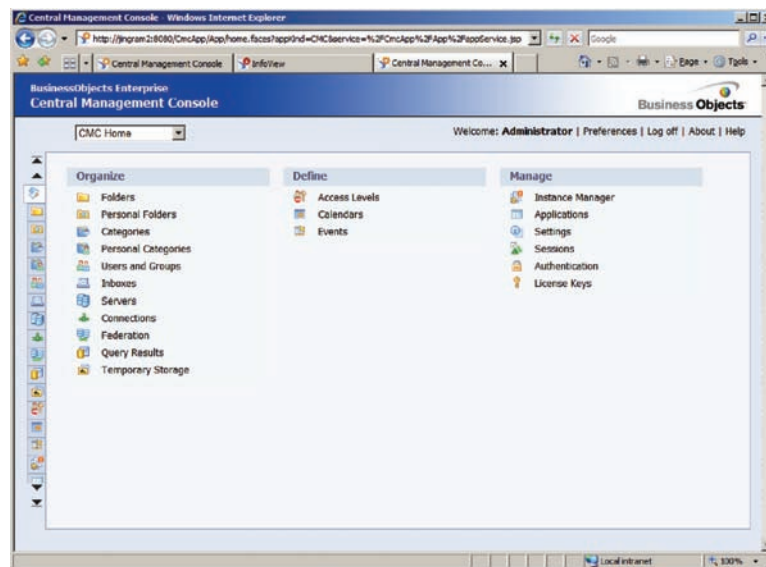 Central Management Console - Windows Internet Explorer
http://jingram2:8080/CmcApp/App/home.faces?appKind=CMC&service=%2FCmcApp%2FApp%2FappService.jsp
Google
Central Management Console
InfoView
Central Management Co...
Page
Tools
BusinessObjects Enterprise
Central Management Console
Business Objects
CMC Home
Welcome: Administrator | Preferences | Log off | About | Help
Organize
Folders
Personal Folders
Categories
Personal Categories
Users and Groups
Inboxes
Servers
Connections
Federation
Query Results
Temporary Storage
Define
Access Levels
Calendars
Events
Manage
Instance Manager
Applications
Settings
Sessions
Authentication
License Keys
Local intranet
100%